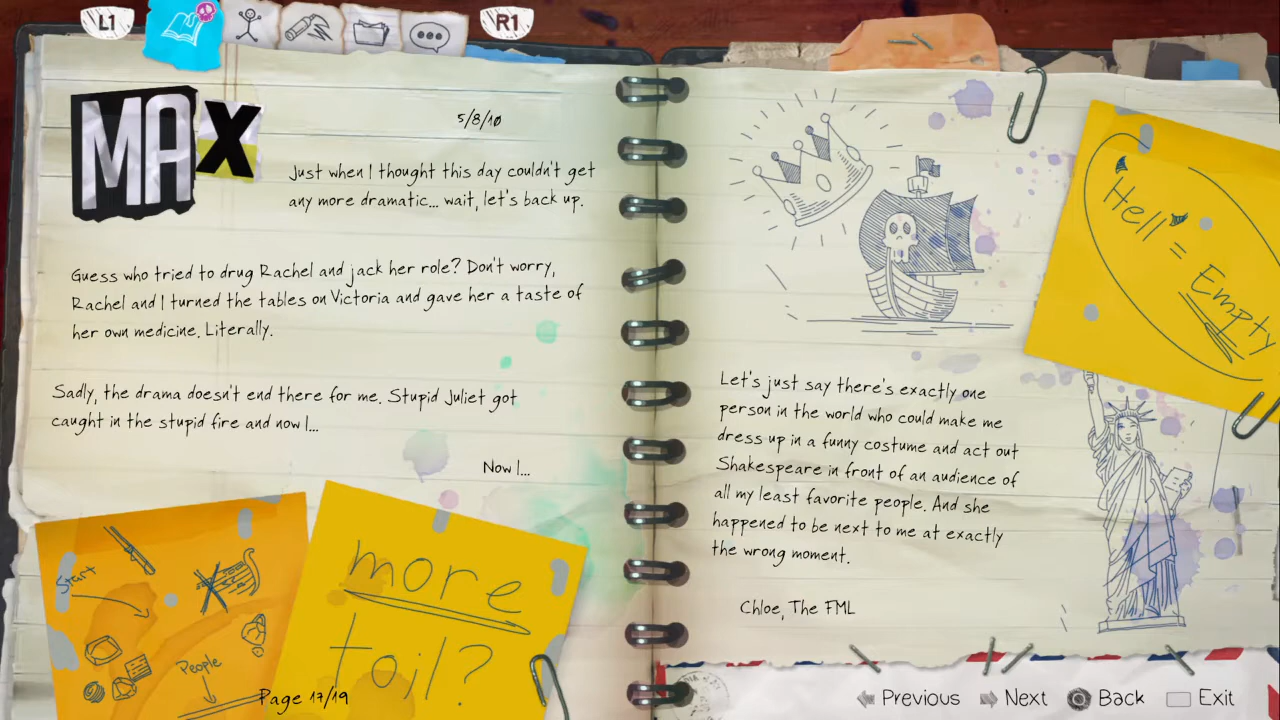 L1
R1
MAX
5/8/10
Just when I thought this day couldn't get
any more dramatic... wait, let's back up.
Guess who tried to drug Rachel and jack her role? Don't worry,
Rachel and I turned the tables on Victoria and gave her a taste of
her own medicine. Literally.
Sadly, the drama doesn't end there for me. Stupid Juliet got
caught in the stupid fire and now I...
Now I...
Start
People
more
toil?
Page 17/19
Hell = Empty
Let's just say there's exactly one
person in the world who could make me
dress up in a funny costume and act out
Shakespeare in front of an audience of
all my least favorite people. And she
happened to be next to me at exactly
the wrong moment.
Chloe, The FML
Previous
Next
Back
Exit